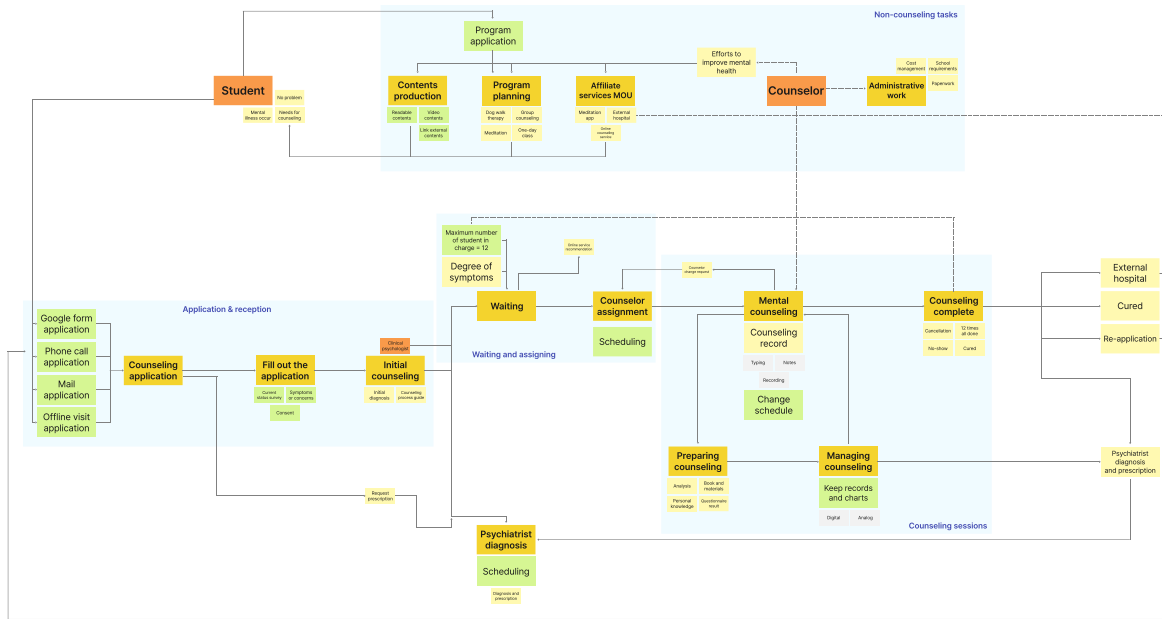 Non-counseling tasks
Program
application
Efforts to
improve mental
health
Cost
management
School
requirements
Paperwork
Student
No problem
Mental
illness occur
Needs for
counseling
Contents
production
Readable
contents
Video
contents
Link external
contents
Program
planning
Dog walk
therapy
Group
counseling
Meditation
One-day
class
Affiliate
services MOU
Meditation
app
External
hospital
Online
counseling
service
Counselor
Administrative
work
Maximum number
of student in
charge = 12
Degree of
symptoms
Online service
recommendation
Waiting
Counselor
assignment
Scheduling
Waiting and assigning
Counselor
change request
Mental
counseling
Counseling
record
Typing
Notes
Recording
Change
schedule
Counseling
complete
Cancellation
12 times
all done
No-show
Cured
External
hospital
Cured
Re-application
Application & reception
Google form
application
Phone call
application
Mail
application
Offline visit
application
Counseling
application
Fill out the
application
Current
status survey
Symptoms
or concerns
Consent
Clinical
psychologist
Initial
counseling
Initial
diagnosis
Counseling
process guide
Preparing
counseling
Analysis
Book and
materials
Personal
knowledge
Questionnaire
result
Managing
counseling
Keep records
and charts
Digital
Analog
Counseling sessions
Psychiatrist
diagnosis
and prescription
Request
prescription
Psychiatrist
diagnosis
Scheduling
Diagnosis and
prescription